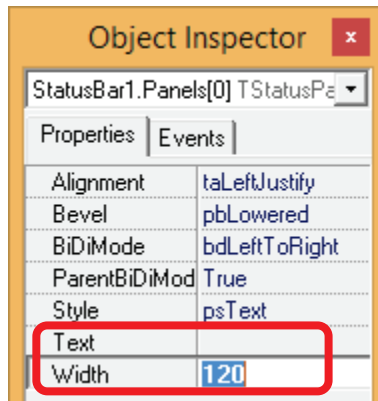 Object Inspector x
StatusBar1.Panels[0] TStatusPa
Properties Events
Alignment taLeftJustify
Bevel pbLowered
BiDiMode bdLeftToRight
ParentBiDiMod True
Style psText
Text
Width 120